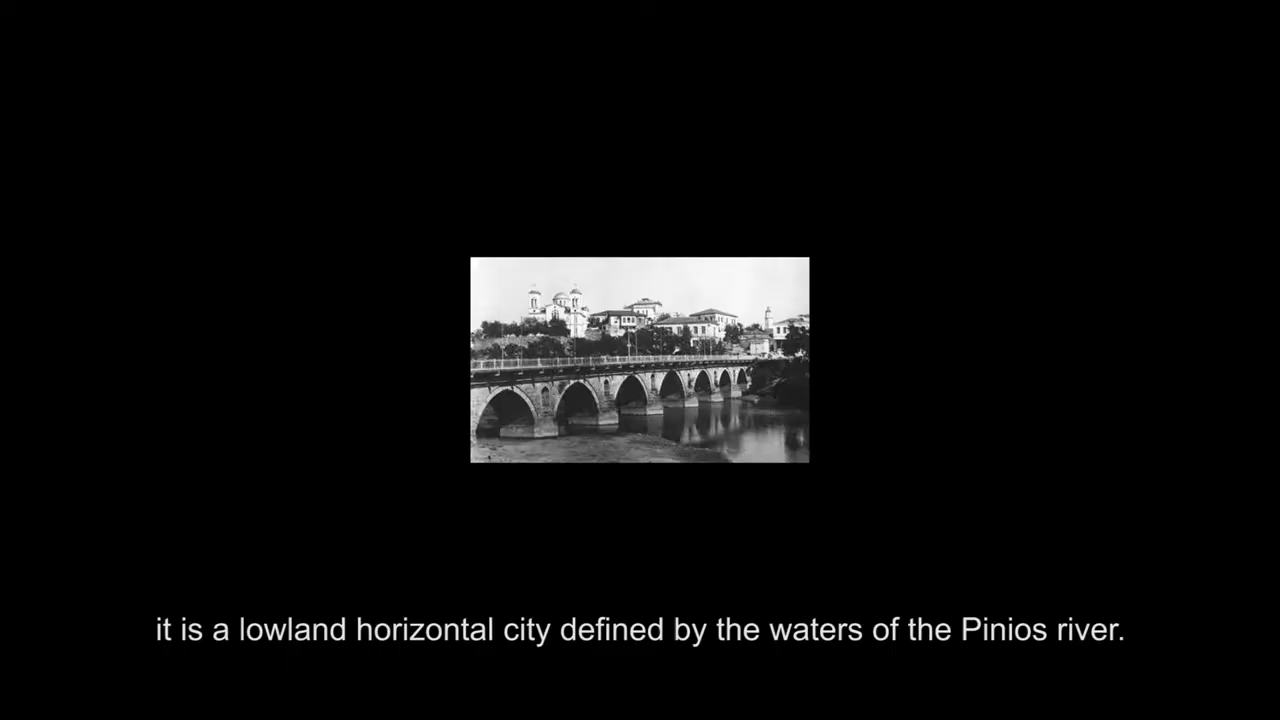 it is a lowland horizontal city defined by the waters of the Pinios river.